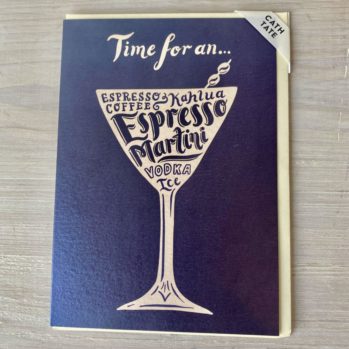 Time for an...
CATH
TATE
ESPRESSO Kahlua
COFFEE
Espresso
Martini
VODKA
Ice